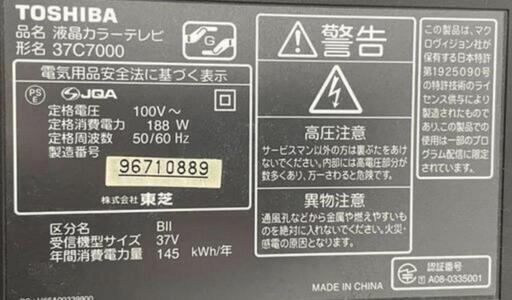 TOSHIBA
品名 液晶カラーテレビ
形名 37C7000
G
電気用品安全法に基づく表示
PS
E
JQA
定格電圧 100V～
定格消費電力 188 W
定格周波数 50/60 Hz
製造番号
96710889
株式会社 東芝
区分名 BII
受信機型サイズ 37V
年間消費電力量 145 kWh/年
警告
高圧注意
サービスマン以外の方は裏ぶたをあけ
ないでください。内部には高電圧部分が
数多くあり、万一さわると危険です。
異物注意
通風孔などから金属や燃えやすいもの
を入れないでください。火災・
感電の原因になります。
MADE IN CHINA
この製品は、マク
ロヴィジョン社が
保有する日本特許
第1925090号
の特許技術のライ
センス供与により
製造されたもので
あり、この製品での
使用は一部のプロ
グラム配信に限定
されています。
認証番号
A08-0335001